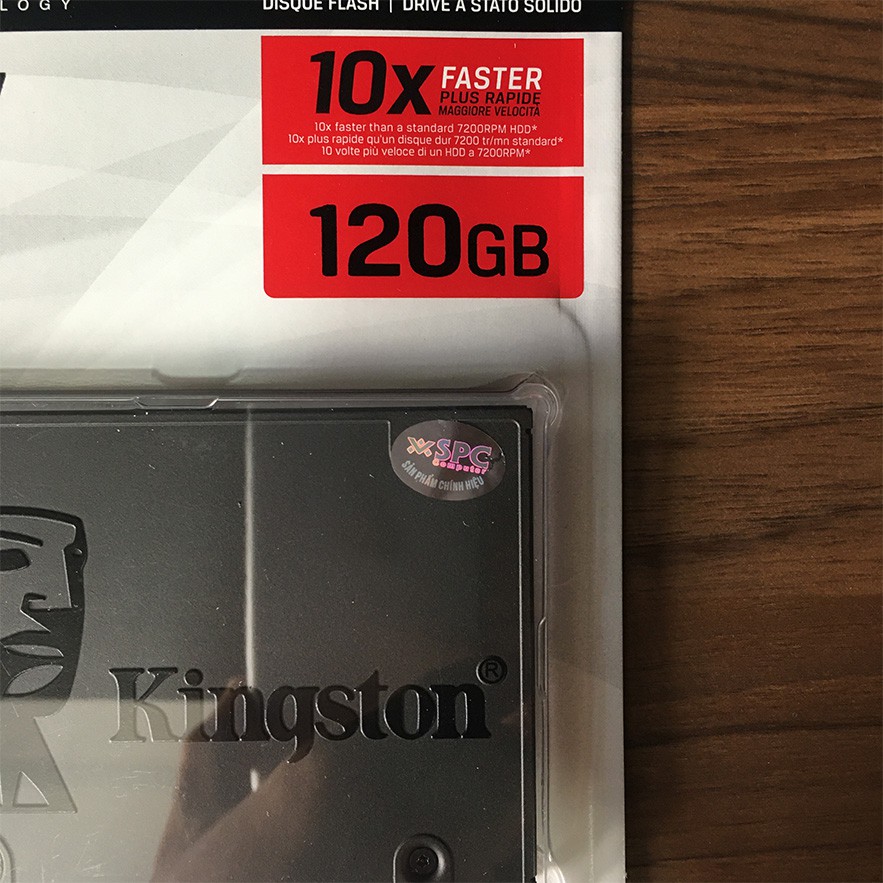 LOGY
DISQUE FLASH | DRIVE A STATO SOLIDO
10x FASTER
PLUS RAPIDE
MAGGIORE VELOCITÀ
10x faster than a standard 7200RPM HDD*
10x plus rapide qu'un disque dur 7200 tr/mn standard*
10 volte più veloce di un HDD a 7200RPM*
120GB
SPC
Computer
SẢN PHẨM CHÍNH HIỆU
Kingston®